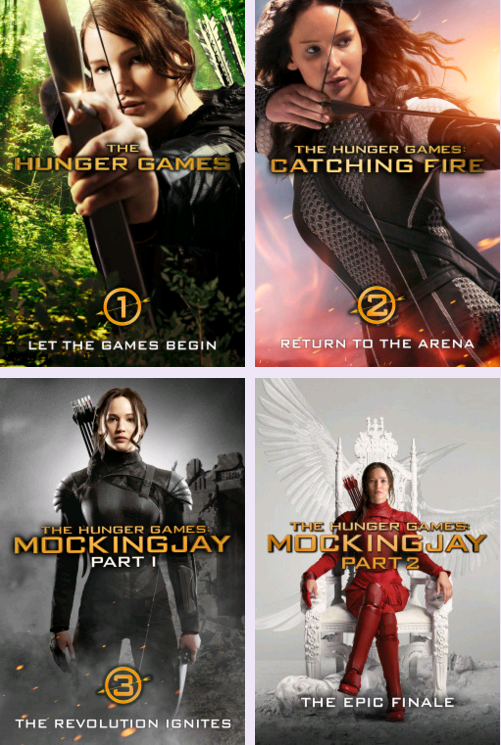 THE
HUNGER GAMES
1
LET THE GAMES BEGIN
THE HUNGER GAMES:
CATCHING FIRE
2
RETURN TO THE ARENA
THE HUNGER GAMES:
MOCKINGJAY
PART 1
3
THE REVOLUTION IGNITES
THE HUNGER GAMES:
MOCKINGJAY
PART 2
THE EPIC FINALE